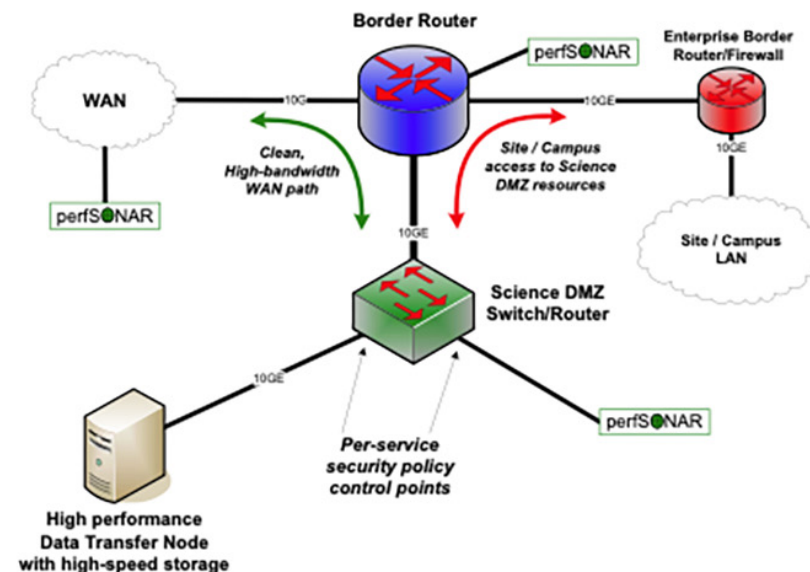 Border Router
perfSONAR
Enterprise Border
Router/Firewall
WAN
10G
10GE
10GE
Clean,
High-bandwidth
WAN path
Site / Campus
access to Science
DMZ resources
perfSONAR
10GE
Site / Campus
LAN
Science DMZ
Switch/Router
10GE
perfSONAR
Per-service
security policy
control points
High performance
Data Transfer Node
with high-speed storage